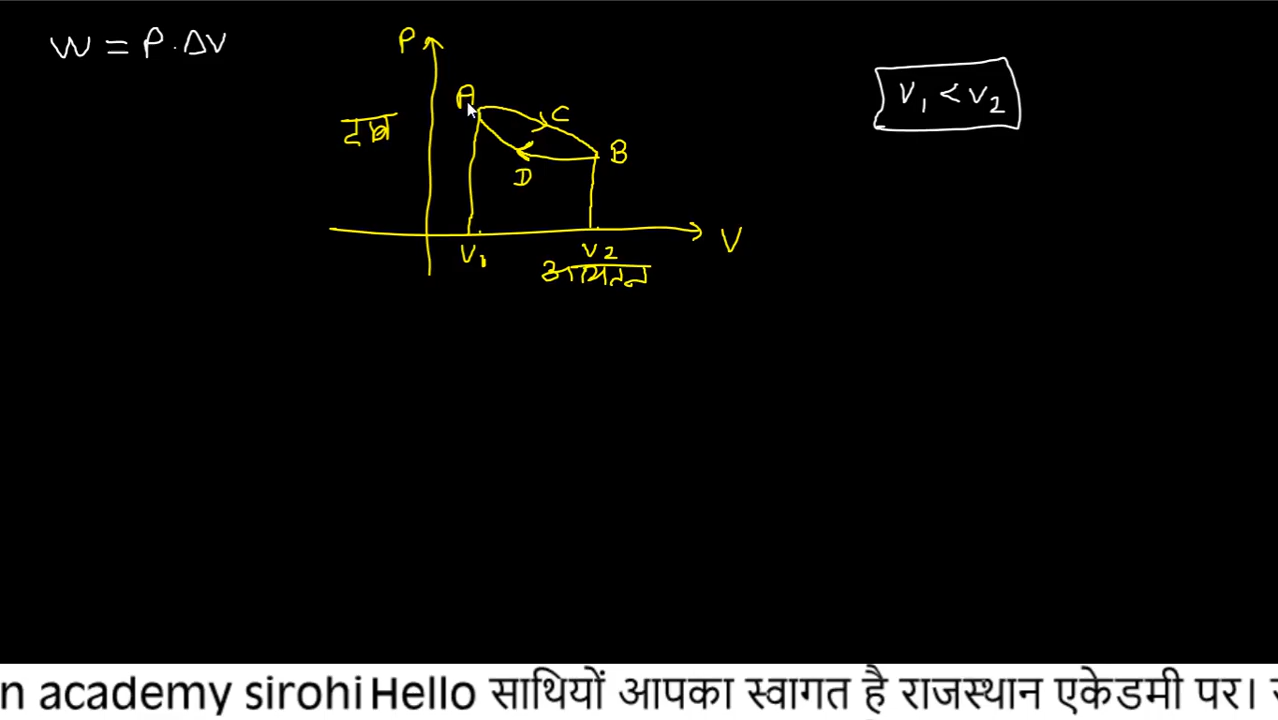 W = P·ΔV
P
V₁ < V₂
A
C
दाब
B
D
V
V₁
V₂
आयतन
n academy sirohi Hello साथियों आपका स्वागत है राजस्थान एकेडमी पर।